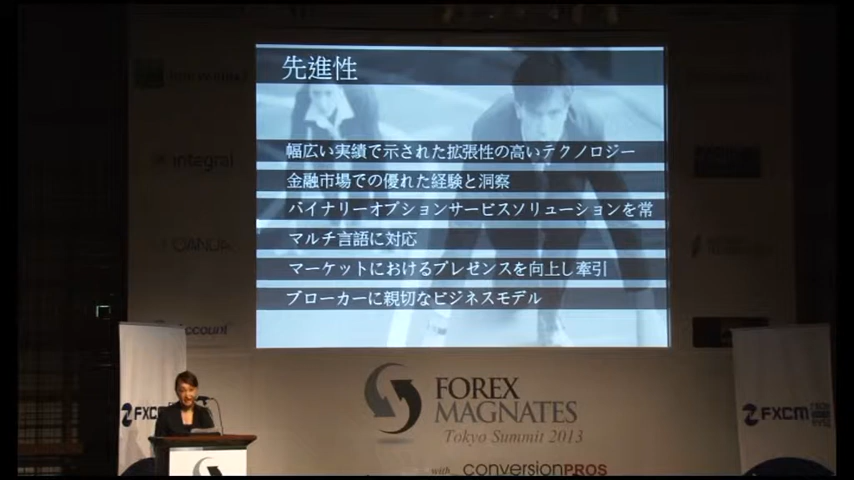 先進性
幅広い実績で示された拡張性の高いテクノロジー
金融市場での優れた経験と洞察
バイナリーオプションサービスソリューションを常
マルチ言語に対応
マーケットにおけるプレゼンスを向上し牽引
ブローカーに親切なビジネスモデル
integral
OANDA
Account
FXCM
FOREX
MAGNATES
Tokyo Summit 2013
with
conversionPROS
FXCM